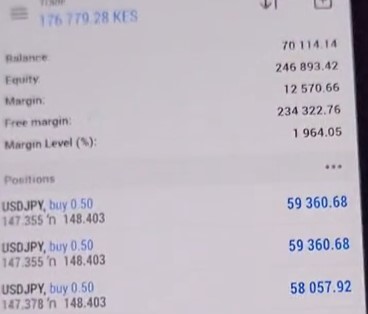 176 779.28 KES
Balance: 70 114.14
Equity: 246 893.42
Margin: 12 570.66
Free margin: 234 322.76
Margin Level (%): 1 964.05
Positions
USDJPY, buy 0.50 59 360.68
147.355 'n 148.403
USDJPY, buy 0.50 59 360.68
147.355 'n 148.403
USDJPY, buy 0.50 58 057.92
147.378 'n 148.403